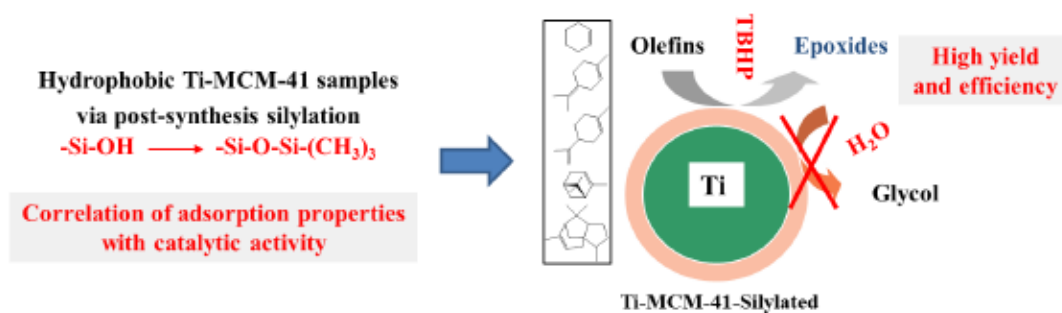 Hydrophobic Ti-MCM-41 samples
via post-synthesis silylation
-Si-OH ⟶ -Si-O-Si-(CH₃)₃
Correlation of adsorption properties
with catalytic activity
Olefins
TBHP
Epoxides
High yield
and efficiency
H₂O
Ti
Glycol
Ti-MCM-41-Silylated